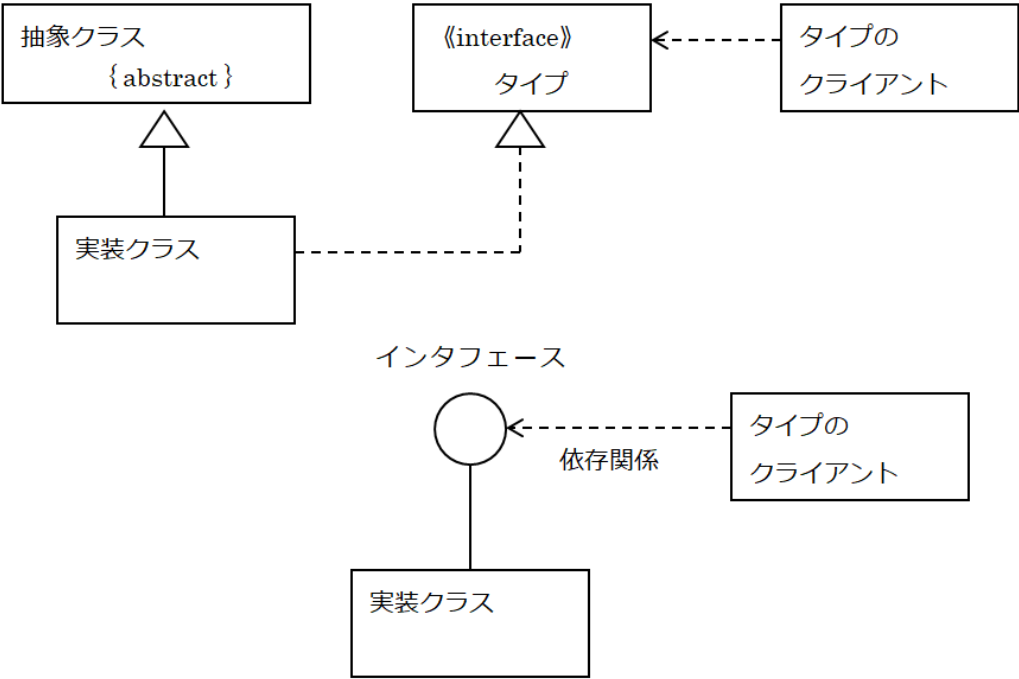 抽象クラス
{ abstract }
《interface》
タイプ
タイプの
クライアント
実装クラス
インタフェース
タイプの
クライアント
依存関係
実装クラス